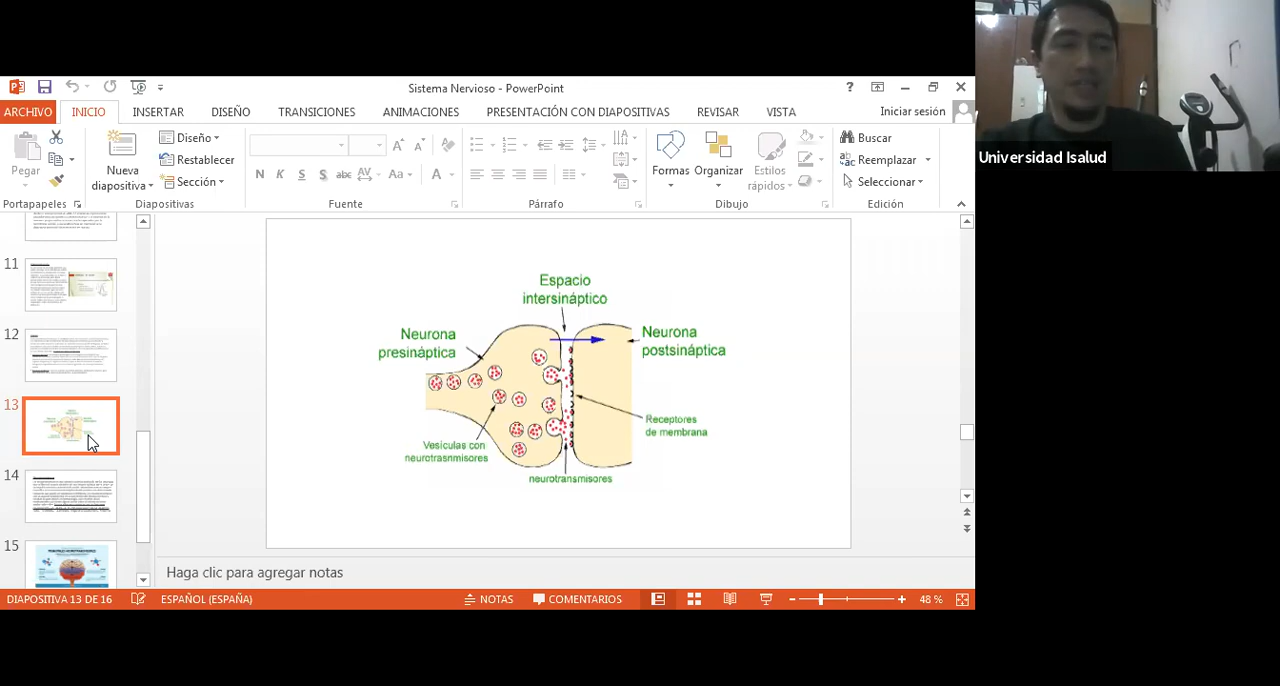 Sistema Nervioso - PowerPoint
ARCHIVO INICIO INSERTAR DISEÑO TRANSICIONES ANIMACIONES PRESENTACIÓN CON DIAPOSITIVAS REVISAR VISTA Iniciar sesión
Pegar
Portapapeles
Nueva
diapositiva
Diseño
Restablecer
Sección
Diapositivas
N K S S abc AV Aa A
Fuente
Párrafo
Formas
Organizar
Estilos
rápidos
Dibujo
Buscar
Reemplazar
Seleccionar
Edición
Universidad Isalud
11
12
13
14
15
Espacio
intersináptico
Neurona
presináptica
Neurona
postsináptica
Receptores
de membrana
Vesículas con
neurotrasnmisores
neurotransmisores
Haga clic para agregar notas
DIAPOSITIVA 13 DE 16 ESPAÑOL (ESPAÑA) NOTAS COMENTARIOS 48 %